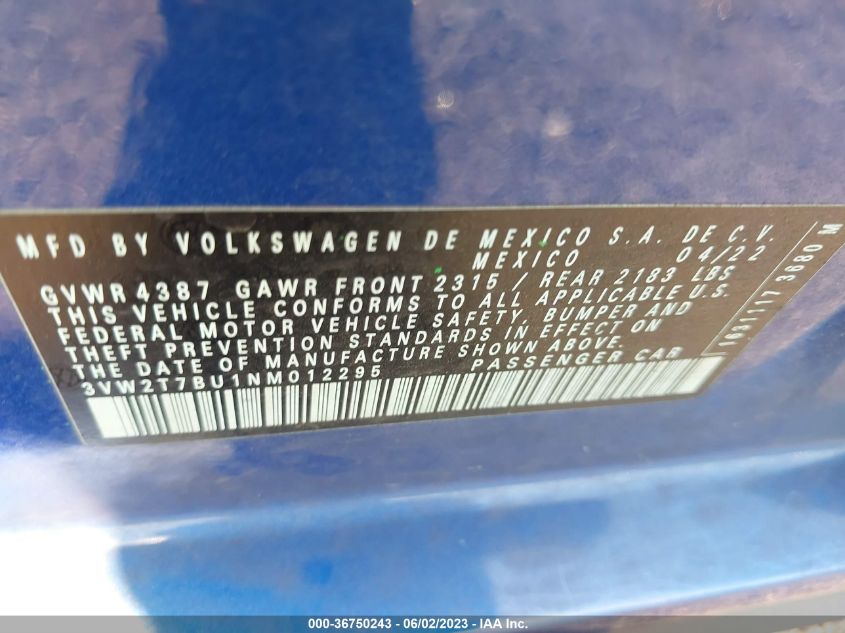 MFD BY VOLKSWAGEN DE MEXICO S.A. DE C.V.
MEXICO 04/22
GVWR 4387 GAWR FRONT 2315 / REAR 2183 LBS
THIS VEHICLE CONFORMS TO ALL APPLICABLE U.S.
FEDERAL MOTOR VEHICLE SAFETY, BUMPER AND
THEFT PREVENTION STANDARDS IN EFFECT ON
THE DATE OF MANUFACTURE SHOWN ABOVE.
3VW2T7BU1NM012295 PASSENGER CAR
1631117 3680 M
000-36750243 - 06/02/2023 - IAA Inc.